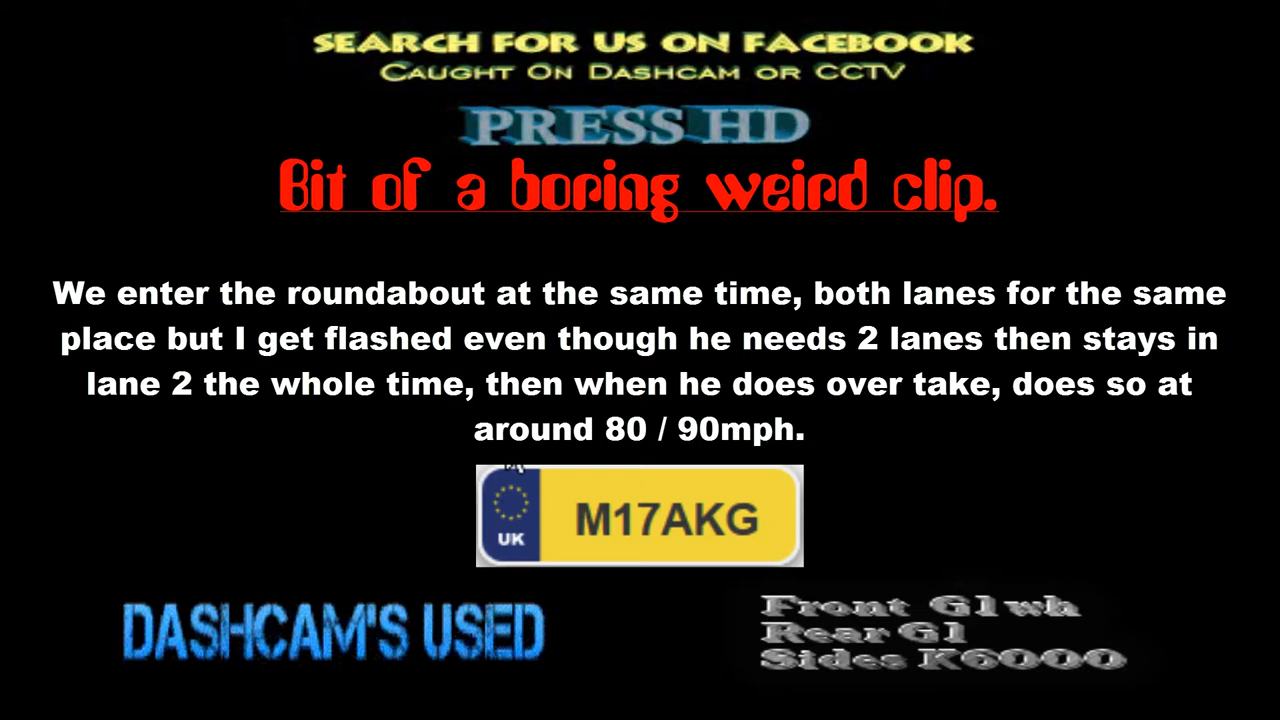 SEARCH FOR US ON FACEBOOK
CAUGHT ON DASHCAM OR CCTV
PRESS HD
Bit of a boring weird clip.
We enter the roundabout at the same time, both lanes for the same
place but I get flashed even though he needs 2 lanes then stays in
lane 2 the whole time, then when he does over take, does so at
around 80 / 90mph.
M17AKG
UK
DASHCAM'S USED
Front G1wh
Rear G1
Sides K6000